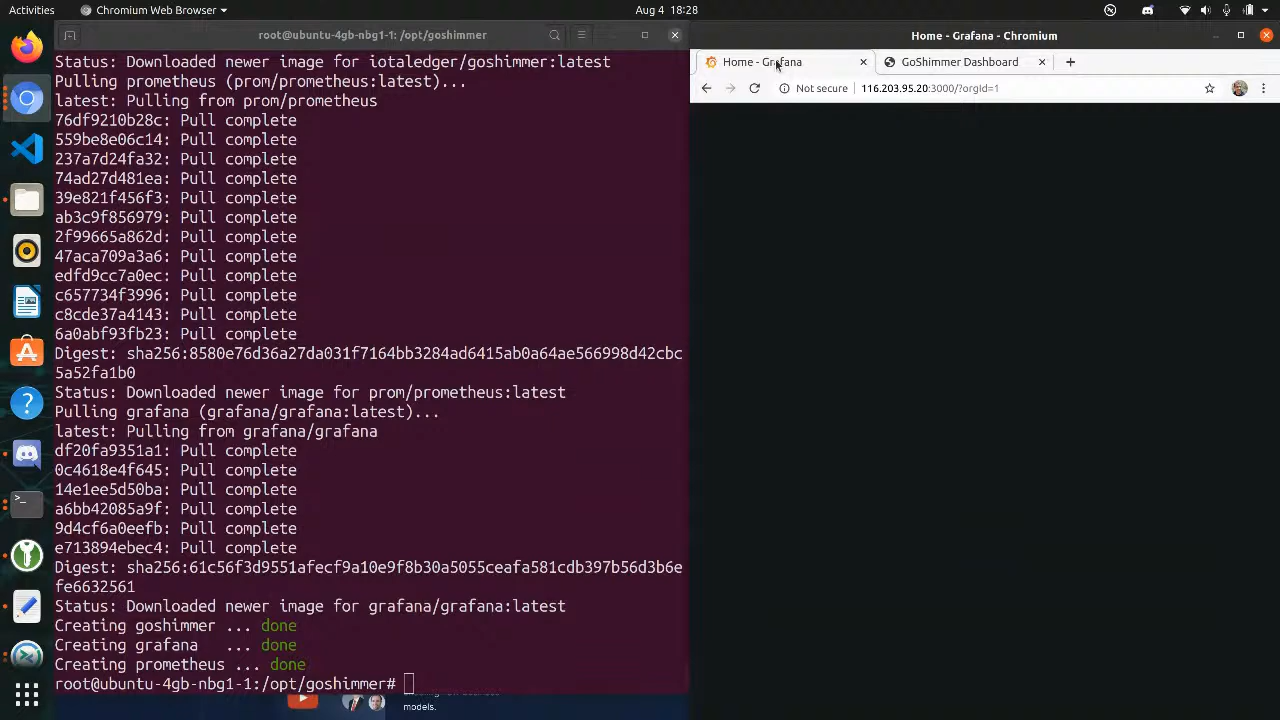 Activities
Chromium Web Browser
Aug 4 18:28
root@ubuntu-4gb-nbg1-1: /opt/goshimmer
Status: Downloaded newer image for iotaledger/goshimmer:latest
Pulling prometheus (prom/prometheus:latest)...
latest: Pulling from prom/prometheus
76df9210b28c: Pull complete
559be8e06c14: Pull complete
237a7d24fa32: Pull complete
74ad27d481ea: Pull complete
39e821f456f3: Pull complete
ab3c9f856979: Pull complete
2f99665a862d: Pull complete
47aca709a3a6: Pull complete
edfd9cc7a0ec: Pull complete
c657734f3996: Pull complete
c8cde37a4143: Pull complete
6a0abf93fb23: Pull complete
Digest: sha256:8580e76d36a27da031f7164bb3284ad6415ab0a64ae566998d42cbc
5a52fa1b0
Status: Downloaded newer image for prom/prometheus:latest
Pulling grafana (grafana/grafana:latest)...
latest: Pulling from grafana/grafana
df20fa9351a1: Pull complete
0c4618e4f645: Pull complete
14e1ee5d50ba: Pull complete
a6bb42085a9f: Pull complete
9d4cf6a0eefb: Pull complete
e713894ebec4: Pull complete
Digest: sha256:61c56f3d9551afecf9a10e9f8b30a5055ceafa581cdb397b56d3b6e
fe6632561
Status: Downloaded newer image for grafana/grafana:latest
Creating goshimmer ... done
Creating grafana   ... done
Creating prometheus ... done
root@ubuntu-4gb-nbg1-1:/opt/goshimmer#
models.
Home - Grafana - Chromium
Home - Grafana
GoShimmer Dashboard
Not secure
116.203.95.20:3000/?orgId=1